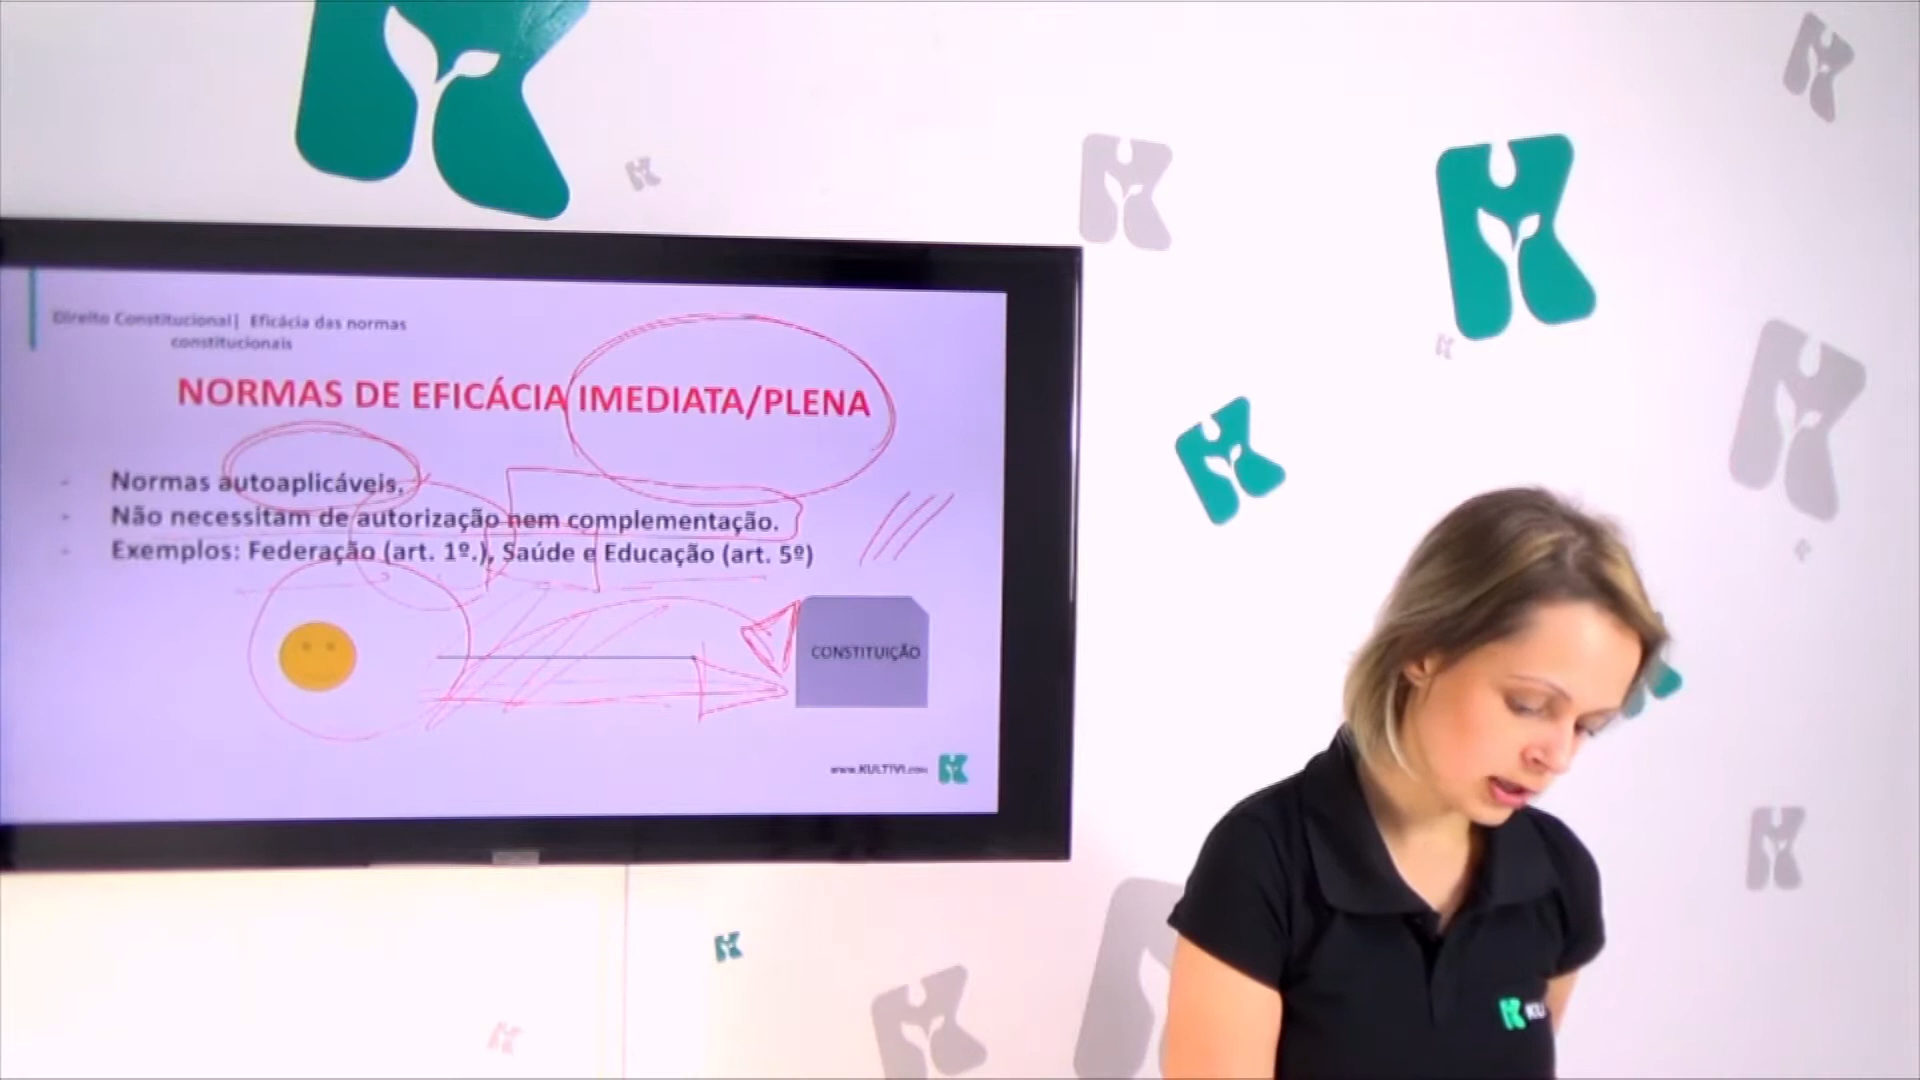 Direito Constitucional| Eficácia das normas
constitucionais
NORMAS DE EFICÁCIA IMEDIATA/PLENA
- Normas autoaplicáveis.
- Não necessitam de autorização nem complementação.
- Exemplos: Federação (art. 1º.), Saúde e Educação (art. 5º)
CONSTITUIÇÃO
www.KULTIVI.com